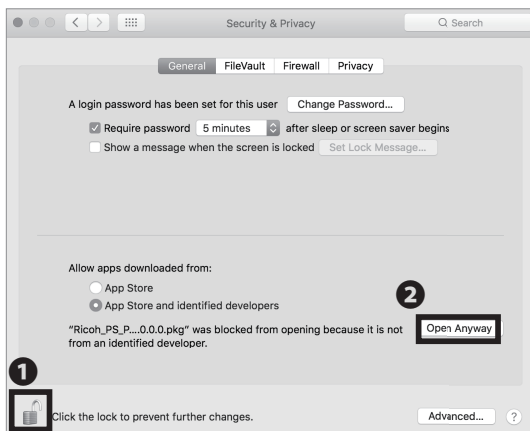 Security & Privacy
Q Search
General FileVault Firewall Privacy
A login password has been set for this user Change Password...
Require password 5 minutes after sleep or screen saver begins
Show a message when the screen is locked Set Lock Message...
Allow apps downloaded from:
App Store
App Store and identified developers
2
"Ricoh_PS_P....0.0.0.pkg" was blocked from opening because it is not Open Anyway
from an identified developer.
1
Click the lock to prevent further changes. Advanced... ?